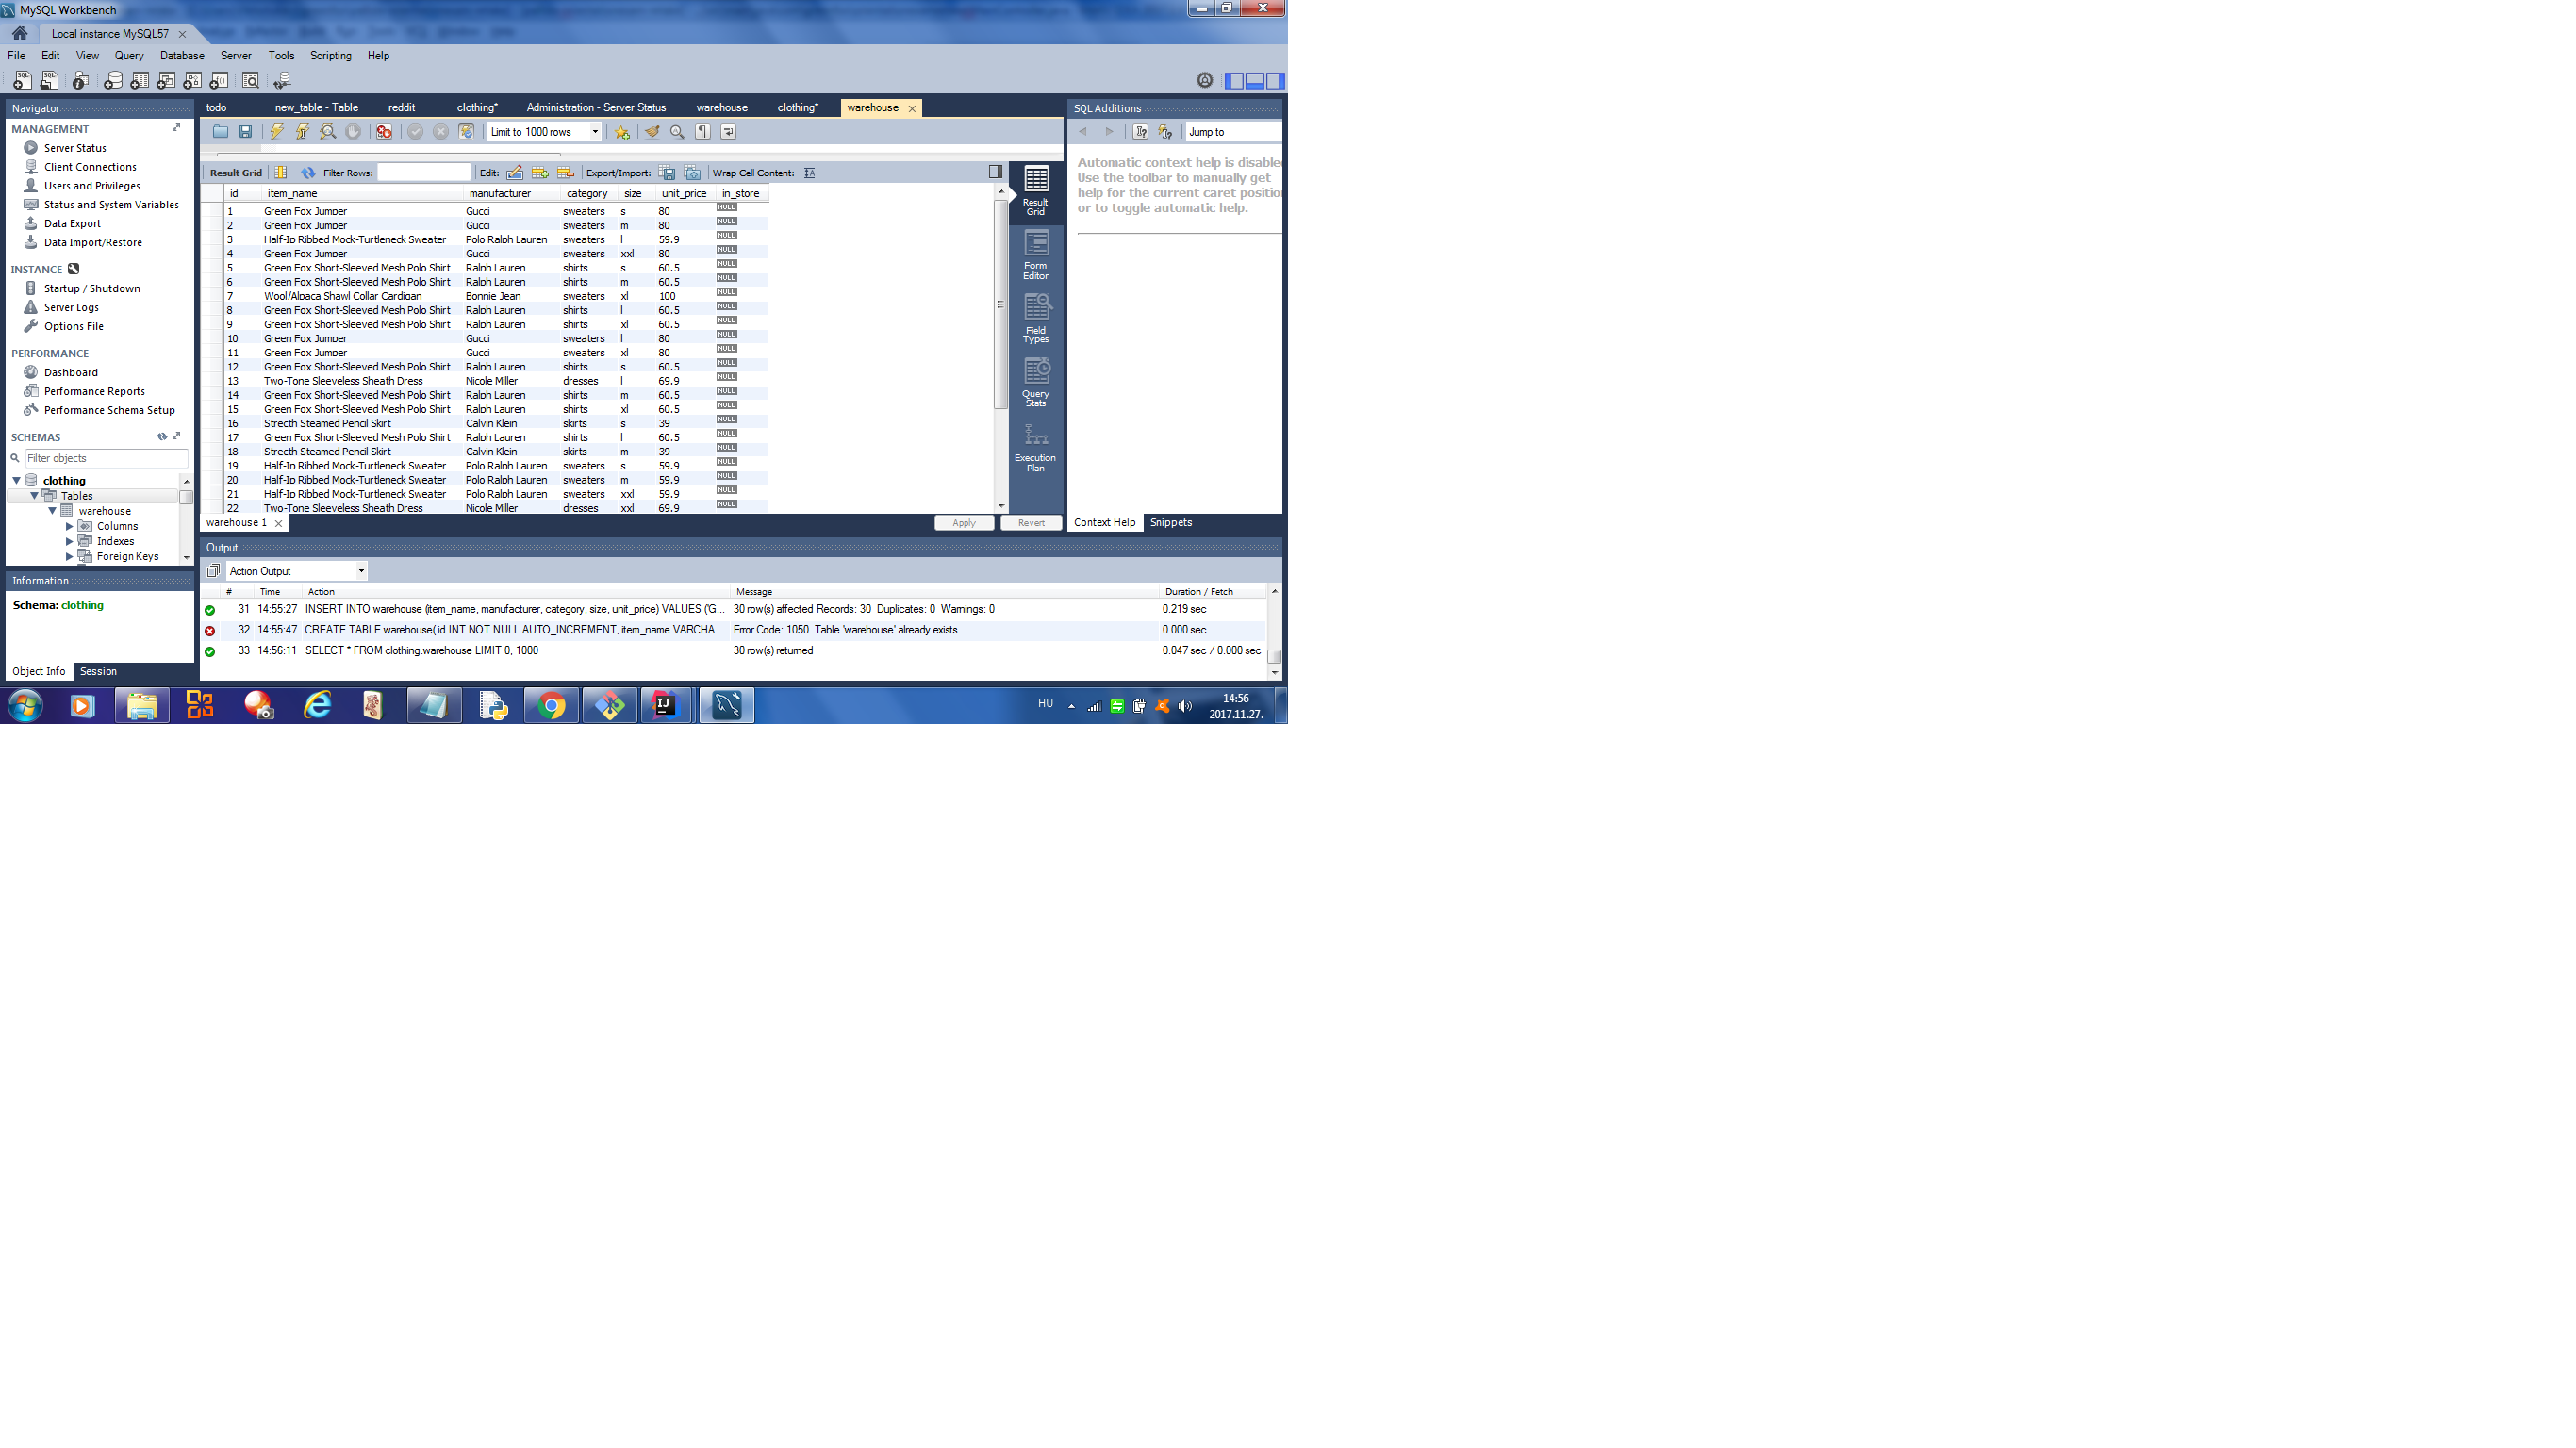 MySQL Workbench
Local instance MySQL57
File Edit View Query Database Server Tools Scripting Help
Navigator
MANAGEMENT
Server Status
Client Connections
Users and Privileges
Status and System Variables
Data Export
Data Import/Restore
INSTANCE
Startup / Shutdown
Server Logs
Options File
PERFORMANCE
Dashboard
Performance Reports
Performance Schema Setup
SCHEMAS
Filter objects
clothing
Tables
warehouse
Columns
Indexes
Foreign Keys
Information
Schema: clothing
Object Info Session
todo new_table - Table reddit clothing* Administration - Server Status warehouse clothing* warehouse
Limit to 1000 rows
Result Grid Filter Rows: Edit: Export/Import: Wrap Cell Content:
id item_name manufacturer category size unit_price in_store
1 Green Fox Jumper Gucci sweaters s 80 NULL
2 Green Fox Jumper Gucci sweaters m 80 NULL
3 Half-Ip Ribbed Mock-Turtleneck Sweater Polo Ralph Lauren sweaters l 59.9 NULL
4 Green Fox Jumper Gucci sweaters xxl 80 NULL
5 Green Fox Short-Sleeved Mesh Polo Shirt Ralph Lauren shirts s 60.5 NULL
6 Green Fox Short-Sleeved Mesh Polo Shirt Ralph Lauren shirts m 60.5 NULL
7 Wool/Alpaca Shawl Collar Cardigan Bonnie Jean sweaters xl 100 NULL
8 Green Fox Short-Sleeved Mesh Polo Shirt Ralph Lauren shirts l 60.5 NULL
9 Green Fox Short-Sleeved Mesh Polo Shirt Ralph Lauren shirts xl 60.5 NULL
10 Green Fox Jumper Gucci sweaters l 80 NULL
11 Green Fox Jumper Gucci sweaters xl 80 NULL
12 Green Fox Short-Sleeved Mesh Polo Shirt Ralph Lauren shirts s 60.5 NULL
13 Two-Tone Sleeveless Sheath Dress Nicole Miller dresses l 69.9 NULL
14 Green Fox Short-Sleeved Mesh Polo Shirt Ralph Lauren shirts m 60.5 NULL
15 Green Fox Short-Sleeved Mesh Polo Shirt Ralph Lauren shirts xl 60.5 NULL
16 Strecth Steamed Pencil Skirt Calvin Klein skirts s 39 NULL
17 Green Fox Short-Sleeved Mesh Polo Shirt Ralph Lauren shirts l 60.5 NULL
18 Strecth Steamed Pencil Skirt Calvin Klein skirts m 39 NULL
19 Half-Ip Ribbed Mock-Turtleneck Sweater Polo Ralph Lauren sweaters s 59.9 NULL
20 Half-Ip Ribbed Mock-Turtleneck Sweater Polo Ralph Lauren sweaters m 59.9 NULL
21 Half-Ip Ribbed Mock-Turtleneck Sweater Polo Ralph Lauren sweaters xxl 59.9 NULL
22 Two-Tone Sleeveless Sheath Dress Nicole Miller dresses xxl 69.9 NULL
warehouse 1
Apply Revert
Result Grid
Form Editor
Field Types
Query Stats
Execution Plan
SQL Additions
Jump to
Automatic context help is disable
Use the toolbar to manually get
help for the current caret positio
or to toggle automatic help.
Context Help Snippets
Output
Action Output
# Time Action Message Duration / Fetch
31 14:55:27 INSERT INTO warehouse (item_name, manufacturer, category, size, unit_price) VALUES ('G... 30 row(s) affected Records: 30 Duplicates: 0 Warnings: 0 0.219 sec
32 14:55:47 CREATE TABLE warehouse( id INT NOT NULL AUTO_INCREMENT, item_name VARCHA... Error Code: 1050. Table 'warehouse' already exists 0.000 sec
33 14:56:11 SELECT * FROM clothing.warehouse LIMIT 0, 1000 30 row(s) returned 0.047 sec / 0.000 sec
HU
14:56
2017.11.27.